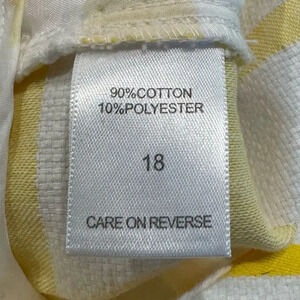 90%COTTON
10%POLYESTER
18
CARE ON REVERSE